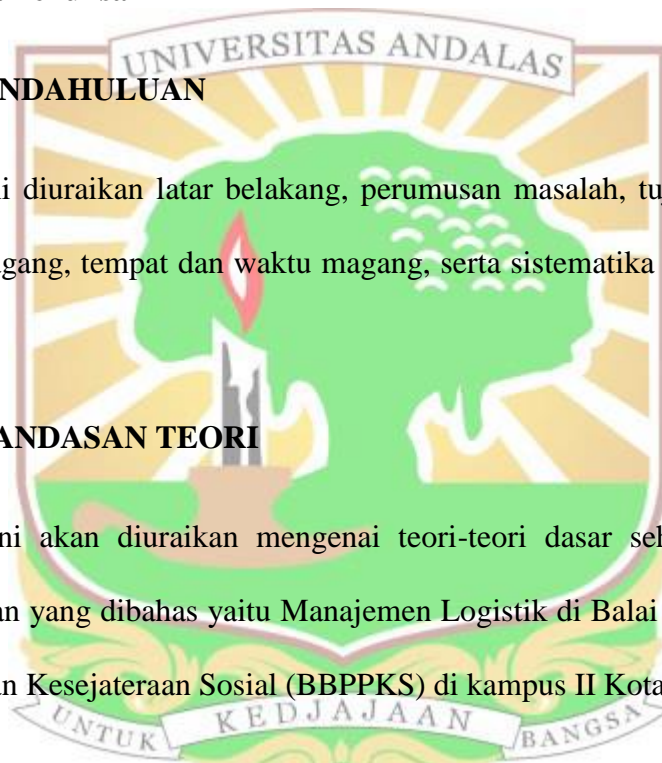 UNIVERSITAS ANDALAS
NDAHULUAN
i diuraikan latar belakang, perumusan masalah, tu
gang, tempat dan waktu magang, serta sistematika
ANDASAN TEORI
ni akan diuraikan mengenai teori-teori dasar seh
an yang dibahas yaitu Manajemen Logistik di Balai
an Kesejateraan Sosial (BBPPKS) di kampus II Kota
UNTUK KEDJAJAAN BANGSA